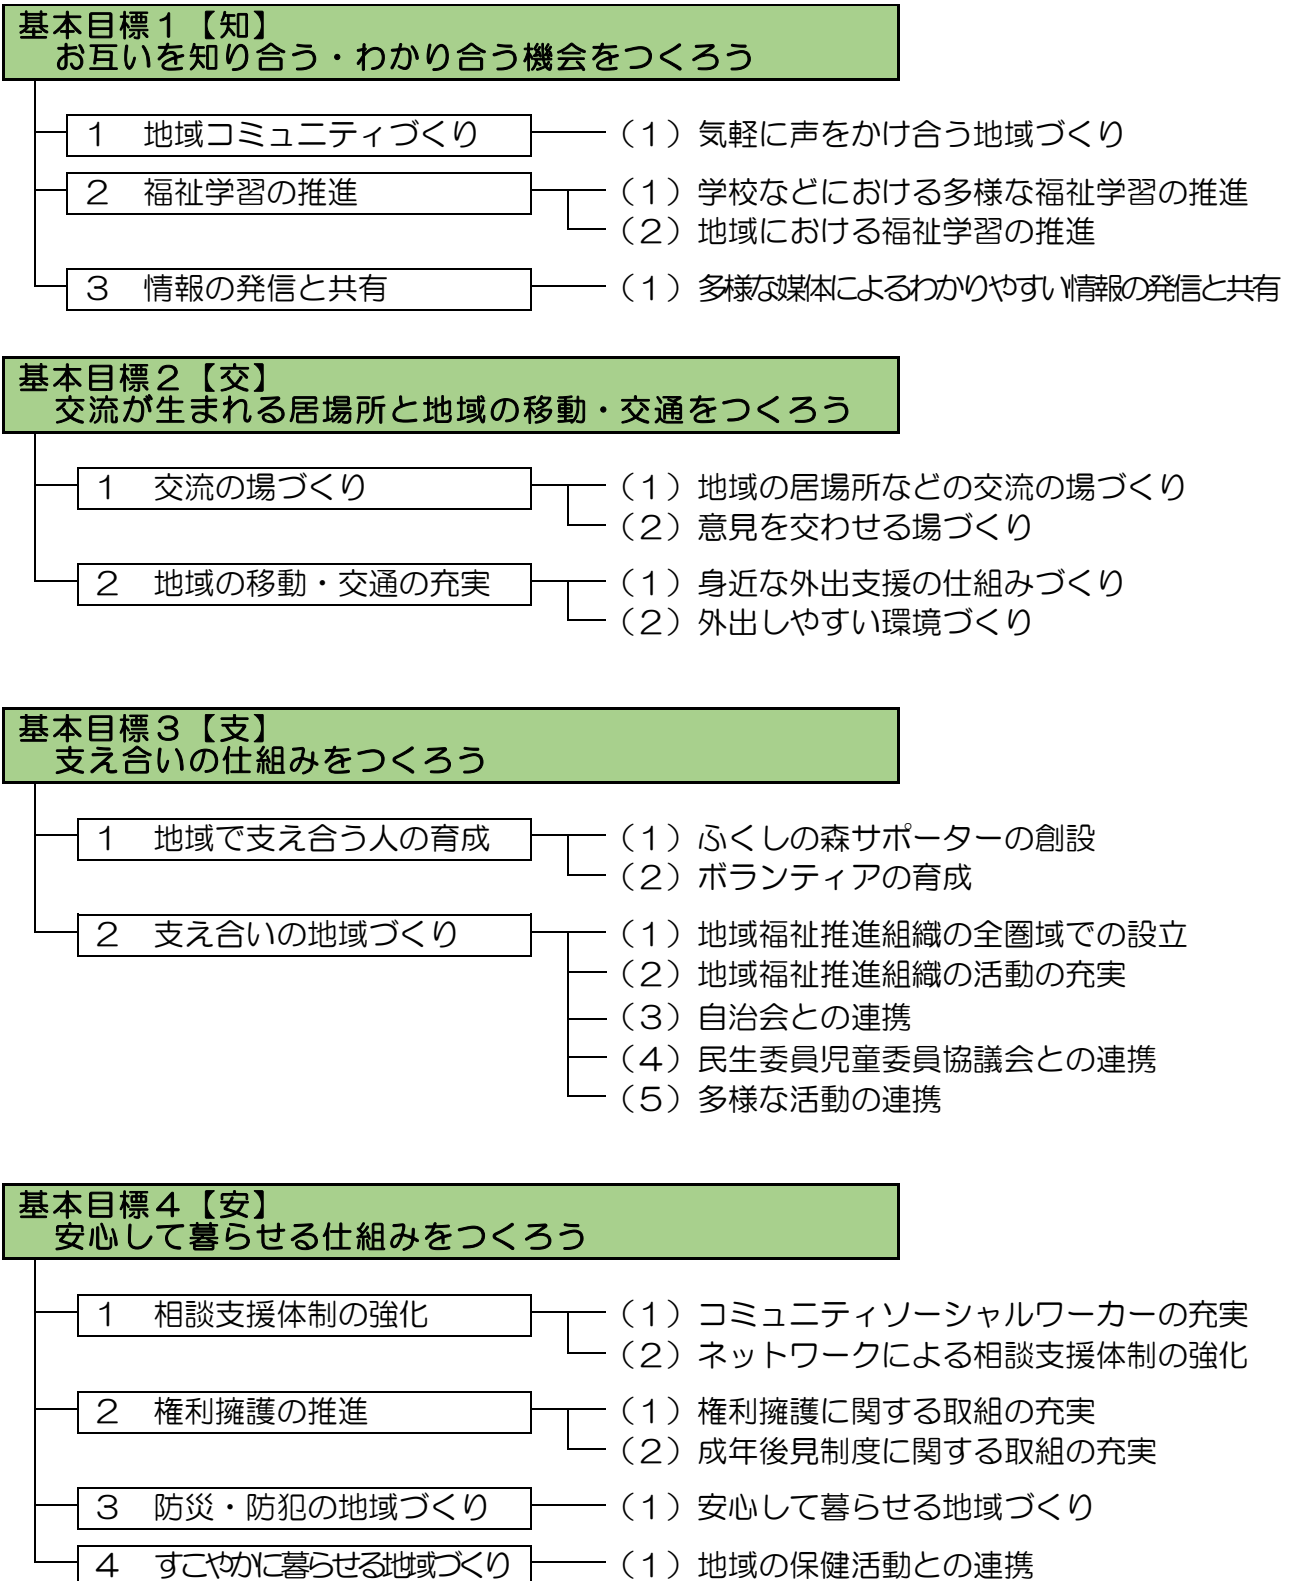 基本目標１【知】
お互いを知り合う・わかり合う機会をつくろう
１　地域コミュニティづくり　（１）気軽に声をかけ合う地域づくり
２　福祉学習の推進　（１）学校などにおける多様な福祉学習の推進
（２）地域における福祉学習の推進
３　情報の発信と共有　（１）多様な媒体によるわかりやすい情報の発信と共有
基本目標２【交】
交流が生まれる居場所と地域の移動・交通をつくろう
１　交流の場づくり　（１）地域の居場所などの交流の場づくり
（２）意見を交わせる場づくり
２　地域の移動・交通の充実　（１）身近な外出支援の仕組みづくり
（２）外出しやすい環境づくり
基本目標３【支】
支え合いの仕組みをつくろう
１　地域で支え合う人の育成　（１）ふくしの森サポーターの創設
（２）ボランティアの育成
２　支え合いの地域づくり　（１）地域福祉推進組織の全圏域での設立
（２）地域福祉推進組織の活動の充実
（３）自治会との連携
（４）民生委員児童委員協議会との連携
（５）多様な活動の連携
基本目標４【安】
安心して暮らせる仕組みをつくろう
１　相談支援体制の強化　（１）コミュニティソーシャルワーカーの充実
（２）ネットワークによる相談支援体制の強化
２　権利擁護の推進　（１）権利擁護に関する取組の充実
（２）成年後見制度に関する取組の充実
３　防災・防犯の地域づくり　（１）安心して暮らせる地域づくり
４　すこやかに暮らせる地域づくり　（１）地域の保健活動との連携